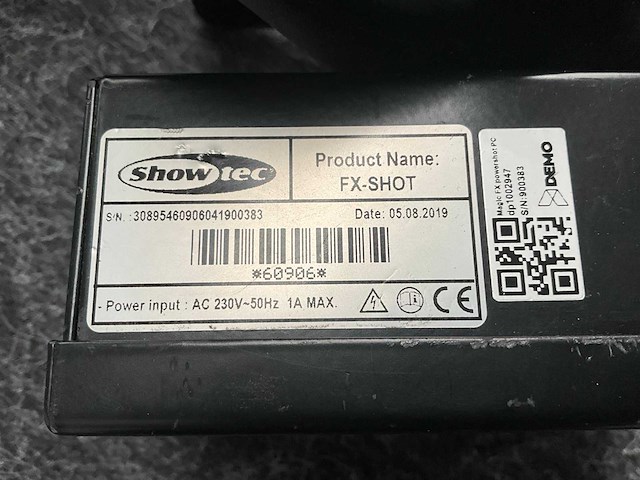 Showtec
Product Name:
FX-SHOT
S/N. :30895460906041900383
Date: 05.08.2019
*60906*
- Power input : AC 230V~50Hz 1A MAX.
CE
Magic FX powershot PC
dp1002947
S/N:900383
DEMO